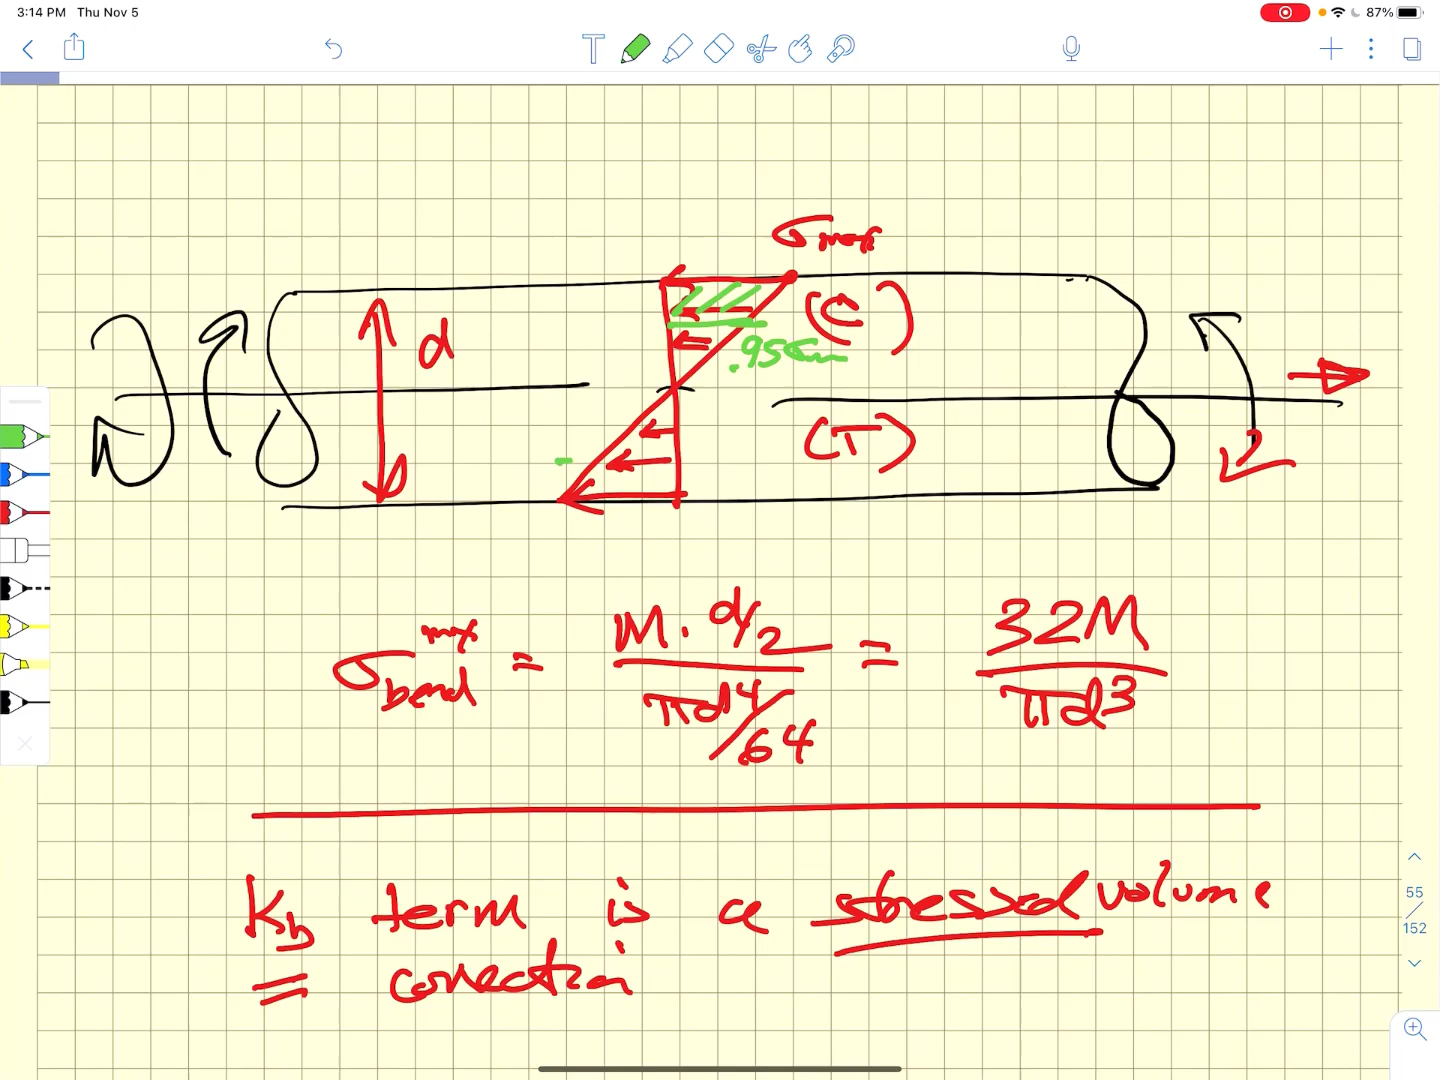 3:14 PM Thu Nov 5
87%
T
σmax
d
(C)
.95σm
(T)
σ bend max = M · d/2 / πd⁴/64 = 32M / πd³
55
152
Kb term is a stressed volume
correction